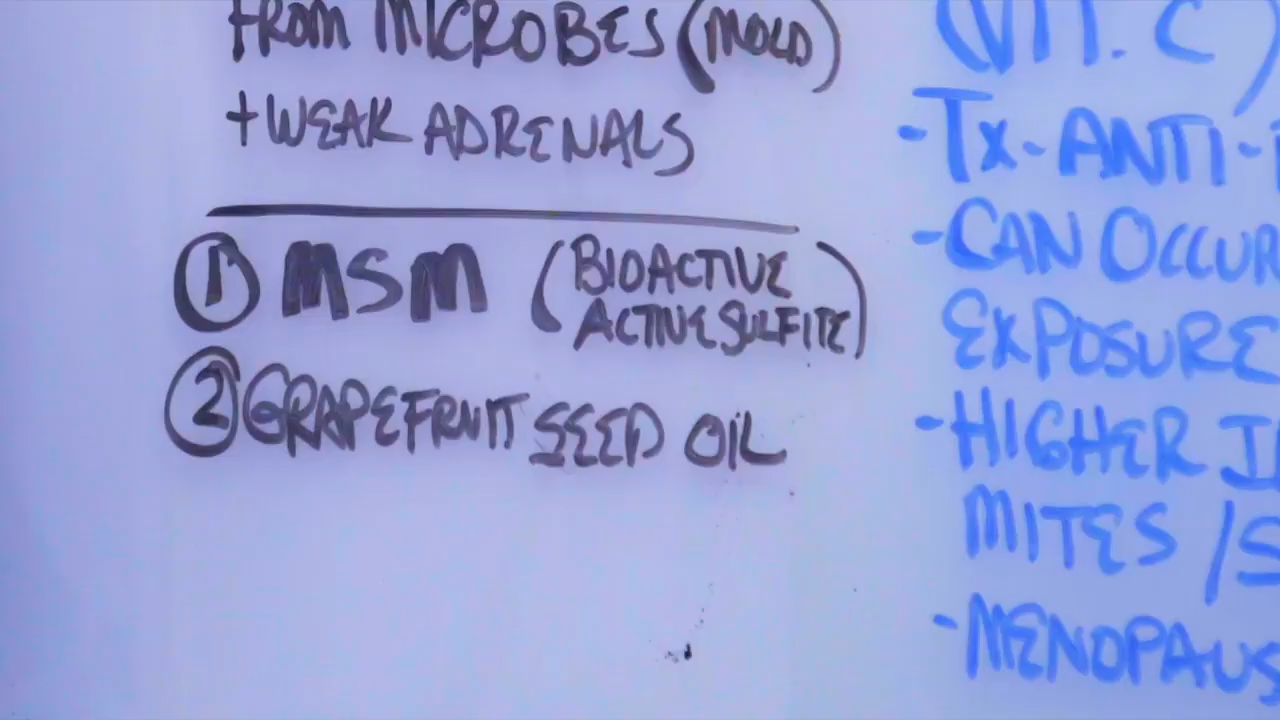 FROM MICROBES (MOLD)
+ WEAK ADRENALS
① MSM (BIOACTIVE
ACTIVE SULFITE)
② GRAPEFRUIT SEED OIL
(VIT. C)
- TX - ANTI -
- CAN OCCUR
EXPOSURE
- HIGHER
MITES /
- MENOPAUS